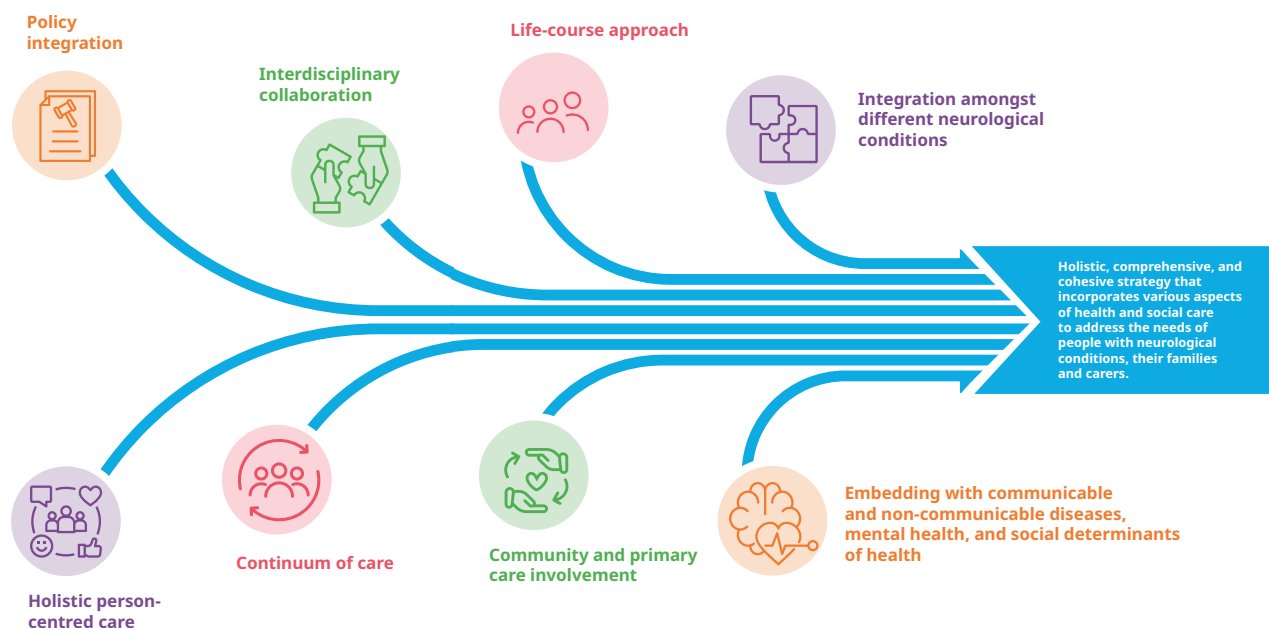 Policy
integration
Interdisciplinary
collaboration
Life-course approach
Integration amongst
different neurological
conditions
Holistic, comprehensive, and
cohesive strategy that
incorporates various aspects
of health and social care
to address the needs of
people with neurological
conditions, their families
and carers.
Holistic person-
centred care
Continuum of care
Community and primary
care involvement
Embedding with communicable
and non-communicable diseases,
mental health, and social determinants
of health